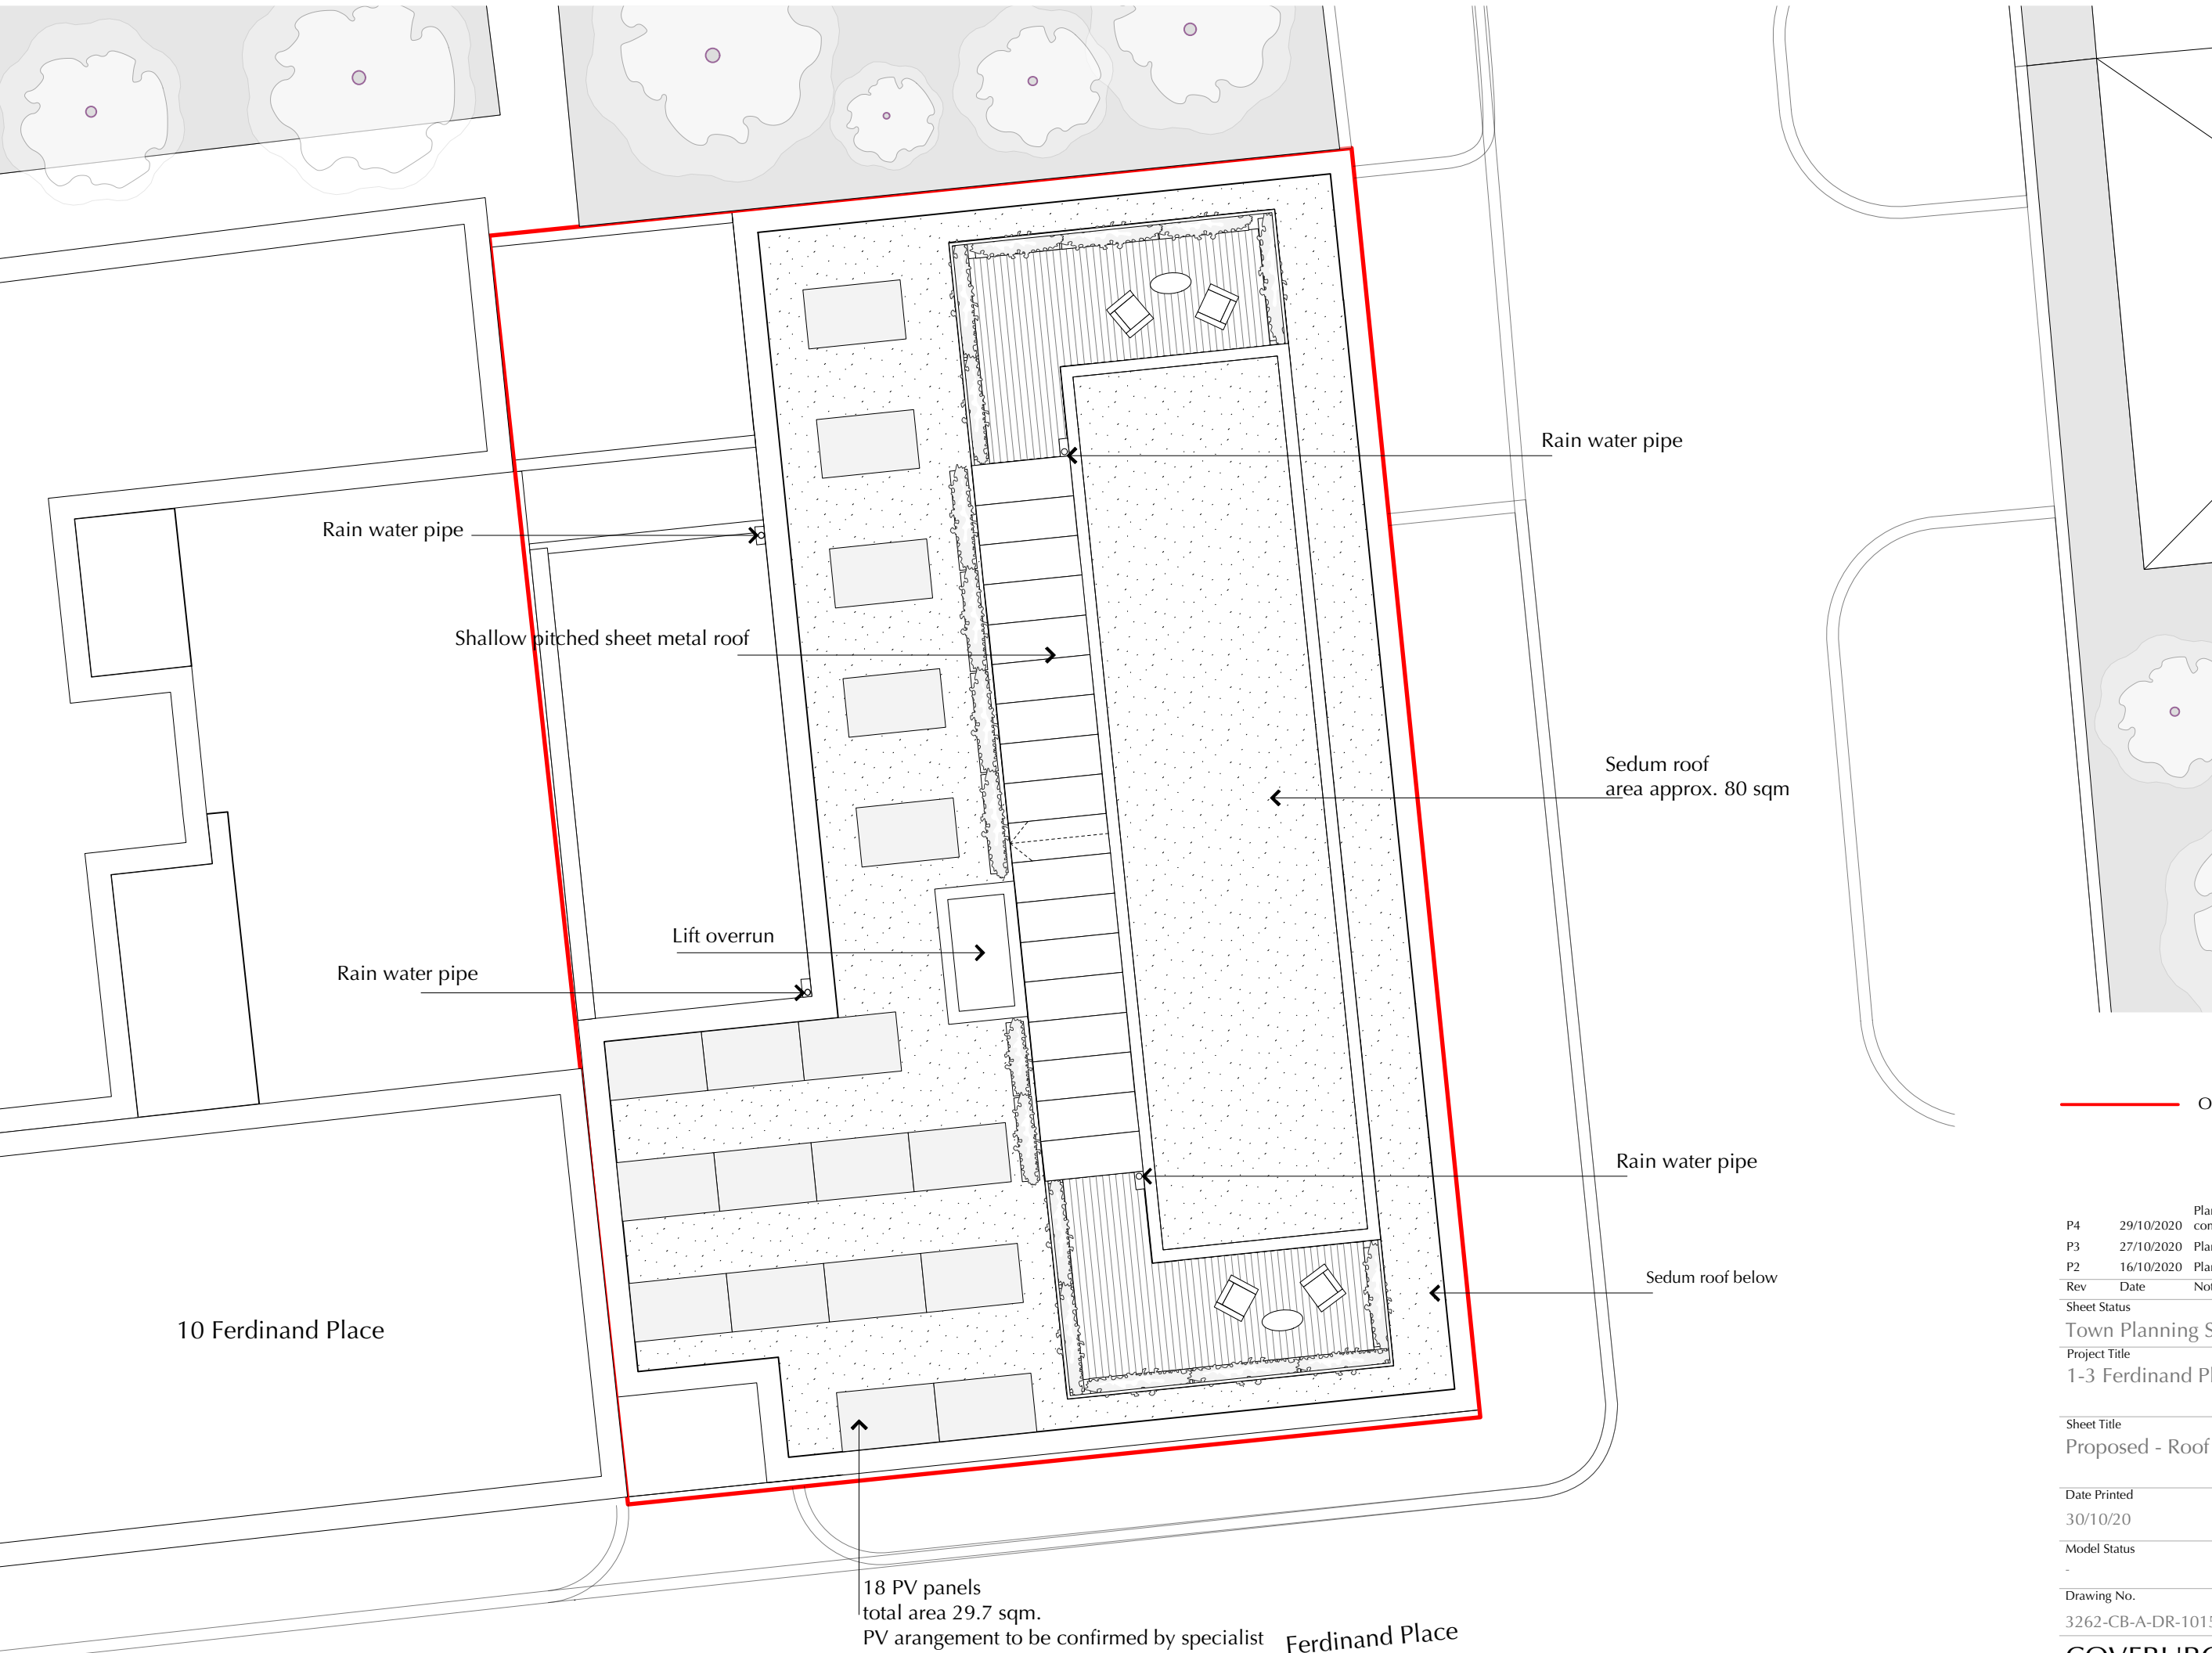 Rain water pipe
Rain water pipe
Shallow pitched sheet metal roof
Sedum roof
area approx. 80 sqm
Lift overrun
Rain water pipe
Rain water pipe
Sedum roof below
10 Ferdinand Place
18 PV panels
total area 29.7 sqm.
PV arangement to be confirmed by specialist
Ferdinand Place
P4 29/10/2020
P3 27/10/2020
P2 16/10/2020
Rev Date
Sheet Status
Town Planning
Project Title
1-3 Ferdinand
Sheet Title
Proposed - Roof
Date Printed
30/10/20
Model Status
-
Drawing No.
3262-CB-A-DR-1015